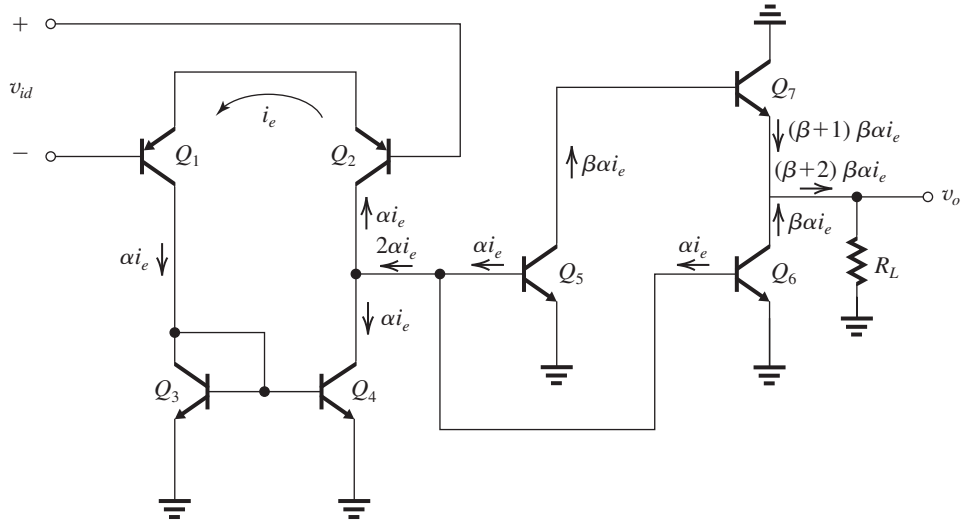 +
v_id
−
i_e
Q_1
Q_2
Q_7
(β+1) βαi_e
(β+2) βαi_e
v_o
βαi_e
αi_e
2αi_e
αi_e
αi_e
βαi_e
αi_e
Q_5
Q_6
R_L
αi_e
Q_3
Q_4